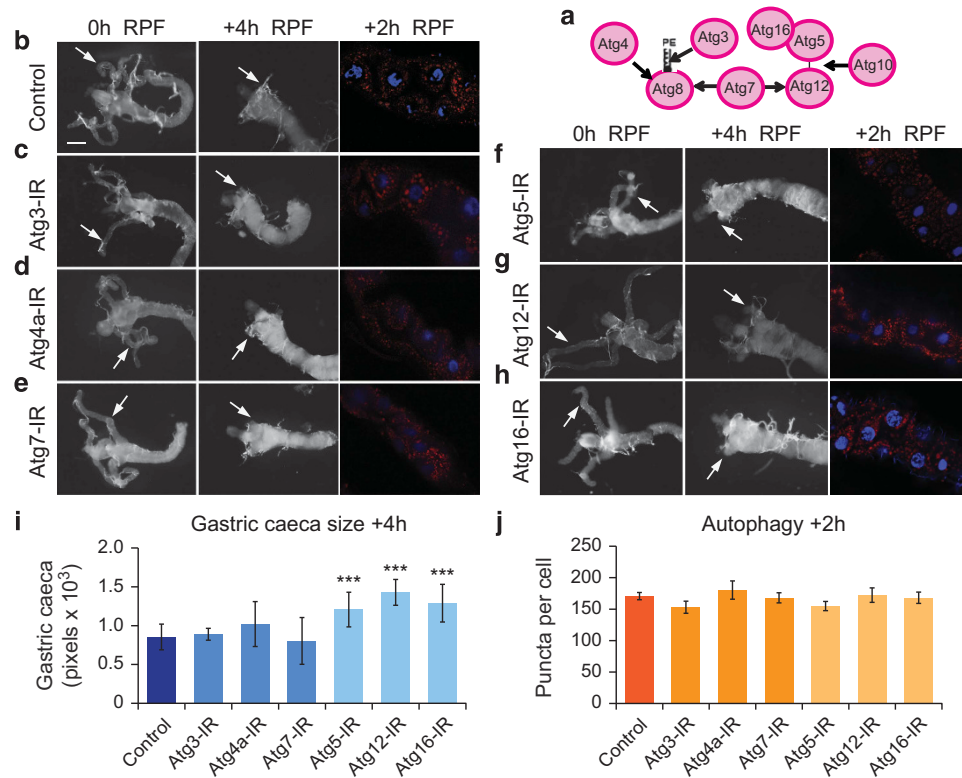 a
Atg4
PE
Atg3
Atg16
Atg5
Atg10
Atg8
Atg7
Atg12
b
0h RPF
+4h RPF
+2h RPF
Control
c
Atg3-IR
d
Atg4a-IR
e
Atg7-IR
0h RPF
+4h RPF
+2h RPF
f
Atg5-IR
g
Atg12-IR
h
Atg16-IR
i
Gastric caeca size +4h
Gastric caeca
(pixels x 10³)
2.0
1.5
1.0
0.5
0
*** *** ***
Control
Atg3-IR
Atg4a-IR
Atg7-IR
Atg5-IR
Atg12-IR
Atg16-IR
j
Autophagy +2h
Puncta per cell
250
200
150
100
50
0
Control
Atg3-IR
Atg4a-IR
Atg7-IR
Atg5-IR
Atg12-IR
Atg16-IR